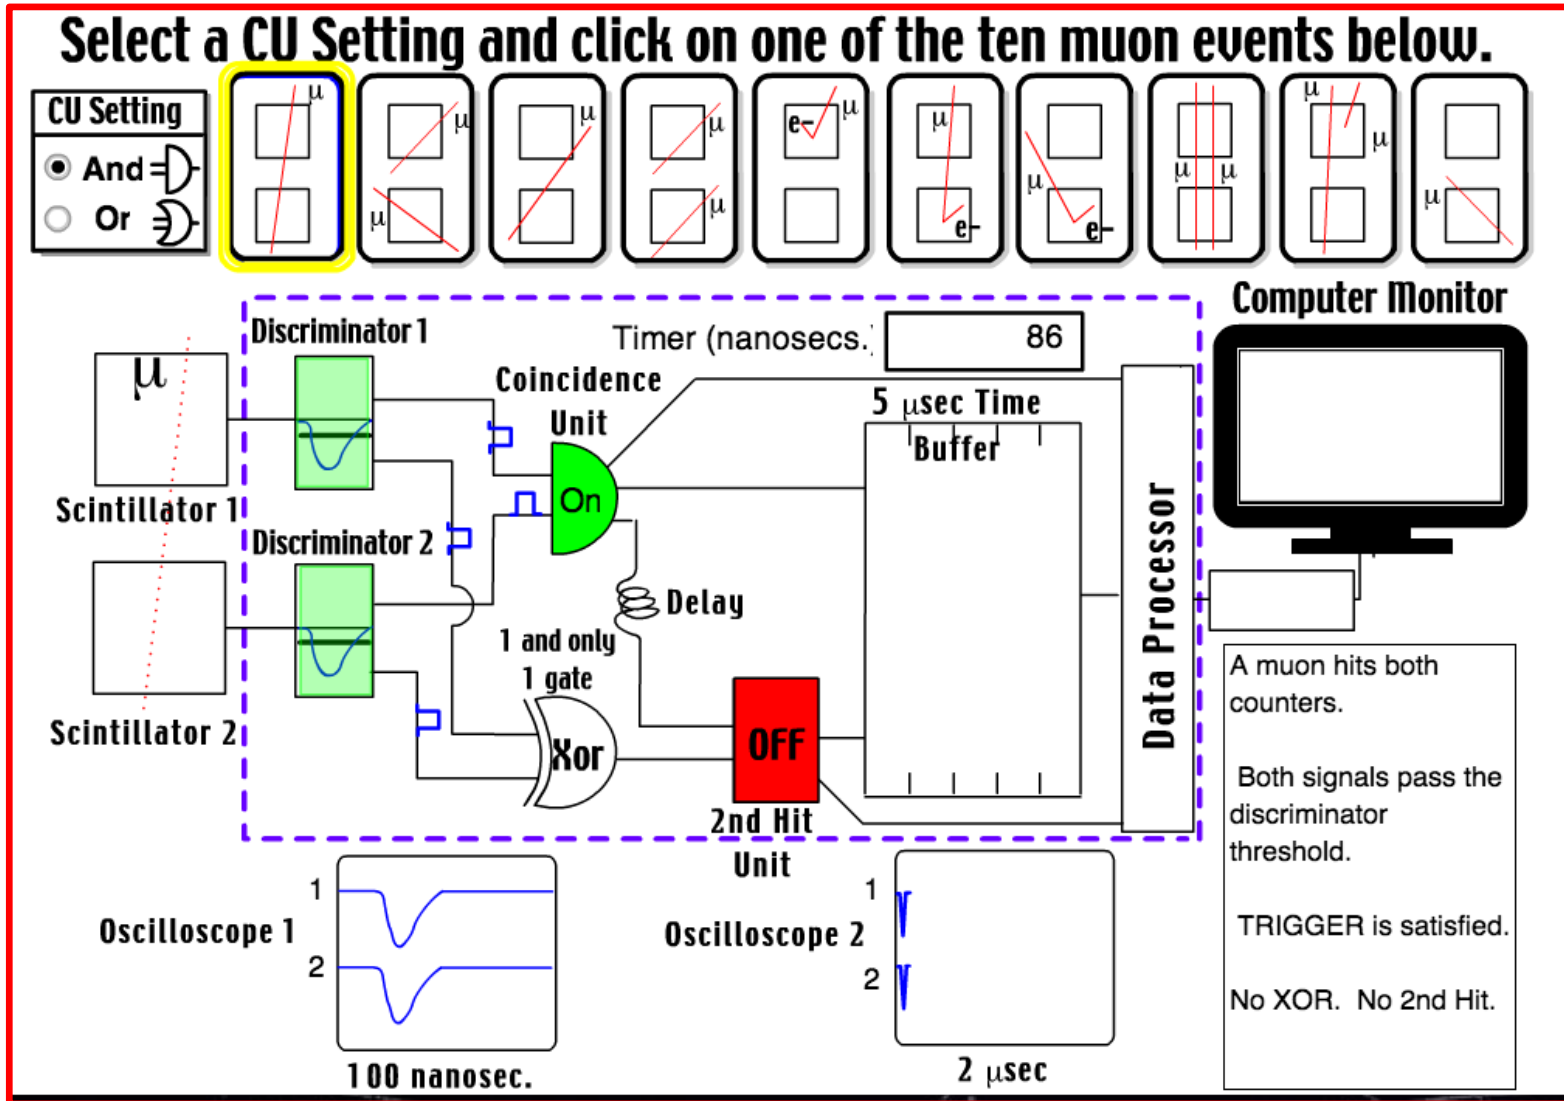 Select a CU Setting and click on one of the ten muon events below.
CU Setting
And
Or
μ
μ
μ
μ
μ
μ
e-
μ
μ
e-
μ
e-
μ
μ
μ
μ
μ
Computer Monitor
Discriminator 1
Timer (nanosecs.)
86
μ
Coincidence
Unit
5 μsec Time
Buffer
On
Scintillator 1
Discriminator 2
Delay
1 and only
1 gate
Data Processor
Xor
OFF
Scintillator 2
2nd Hit
Unit
A muon hits both
counters.
Both signals pass the
discriminator
threshold.
TRIGGER is satisfied.
No XOR. No 2nd Hit.
Oscilloscope 1
1
2
100 nanosec.
Oscilloscope 2
1
2
2 μsec